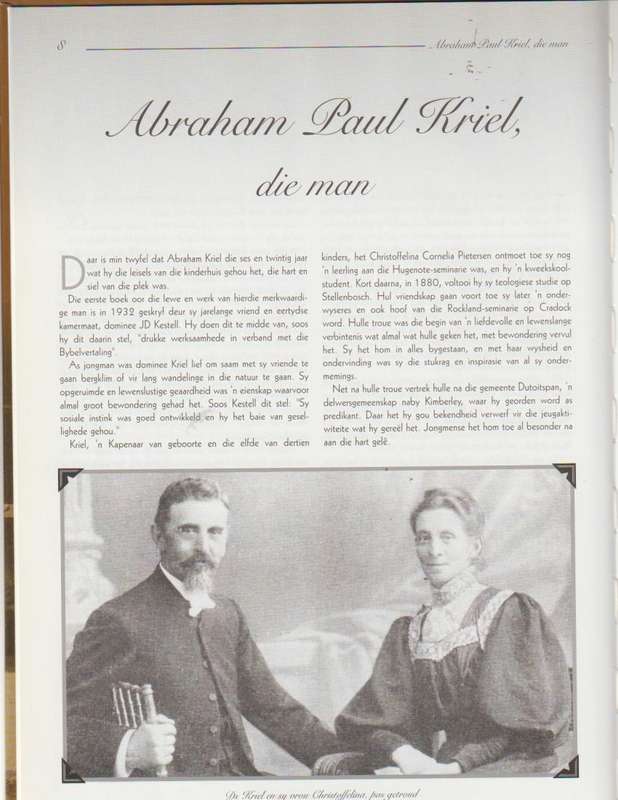 8
Abraham Paul Kriel, die man
Abraham Paul Kriel,
die man
Daar is min twyfel dat Abraham Kriel die ses en twintig jaar
wat hy die leisels van die kinderhuis gehou het, die hart en
siel van die plek was.
Die eerste boek oor die lewe en werk van hierdie merkwaardi-
ge man is in 1932 geskryf deur sy jarelange vriend en eertydse
kamermaat, dominee JD Kestell. Hy doen dit te midde van, soos
hy dit daarin stel, "drukke werksaamhede in verband met die
Bybelvertaling".
As jongman was dominee Kriel lief om saam met sy vriende te
gaan bergklim of vir lang wandelinge in die natuur te gaan. Sy
opgeruimde en lewenslustige geaardheid was 'n eienskap waarvoor
almal groot bewondering gehad het. Soos Kestell dit stel: "Sy
sosiale instink was goed ontwikkeld en hy het baie van gesel-
lighede gehou."
Kriel, 'n Kapenaar van geboorte en die elfde van dertien
kinders, het Christoffelina Cornelia Pietersen ontmoet toe sy nog
'n leerling aan die Hugenote-seminarie was, en hy 'n kweekskool-
student. Kort daarna, in 1880, voltooi hy sy teologiese studie op
Stellenbosch. Hul vriendskap gaan voort toe sy later 'n onder-
wyseres en ook hoof van die Rockland-seminarie op Cradock
word. Hulle troue was die begin van 'n liefdevolle en lewenslange
verbintenis wat almal wat hulle geken het, met bewondering vervul
het. Sy het hom in alles bygestaan, en met haar wysheid en
ondervinding was sy die stukrag en inspirasie van al sy onder-
nemings.
Net na hulle troue vertrek hulle na die gemeente Dutoitspan, 'n
delwersgemeenskap naby Kimberley, waar hy georden word as
predikant. Daar het hy gou bekendheid verwerf vir die jeugakti-
witeite wat hy gereël het. Jongmense het hom toe al besonder na
aan die hart gelê.
Ds Kriel en sy vrou Christoffelina, pas getroud